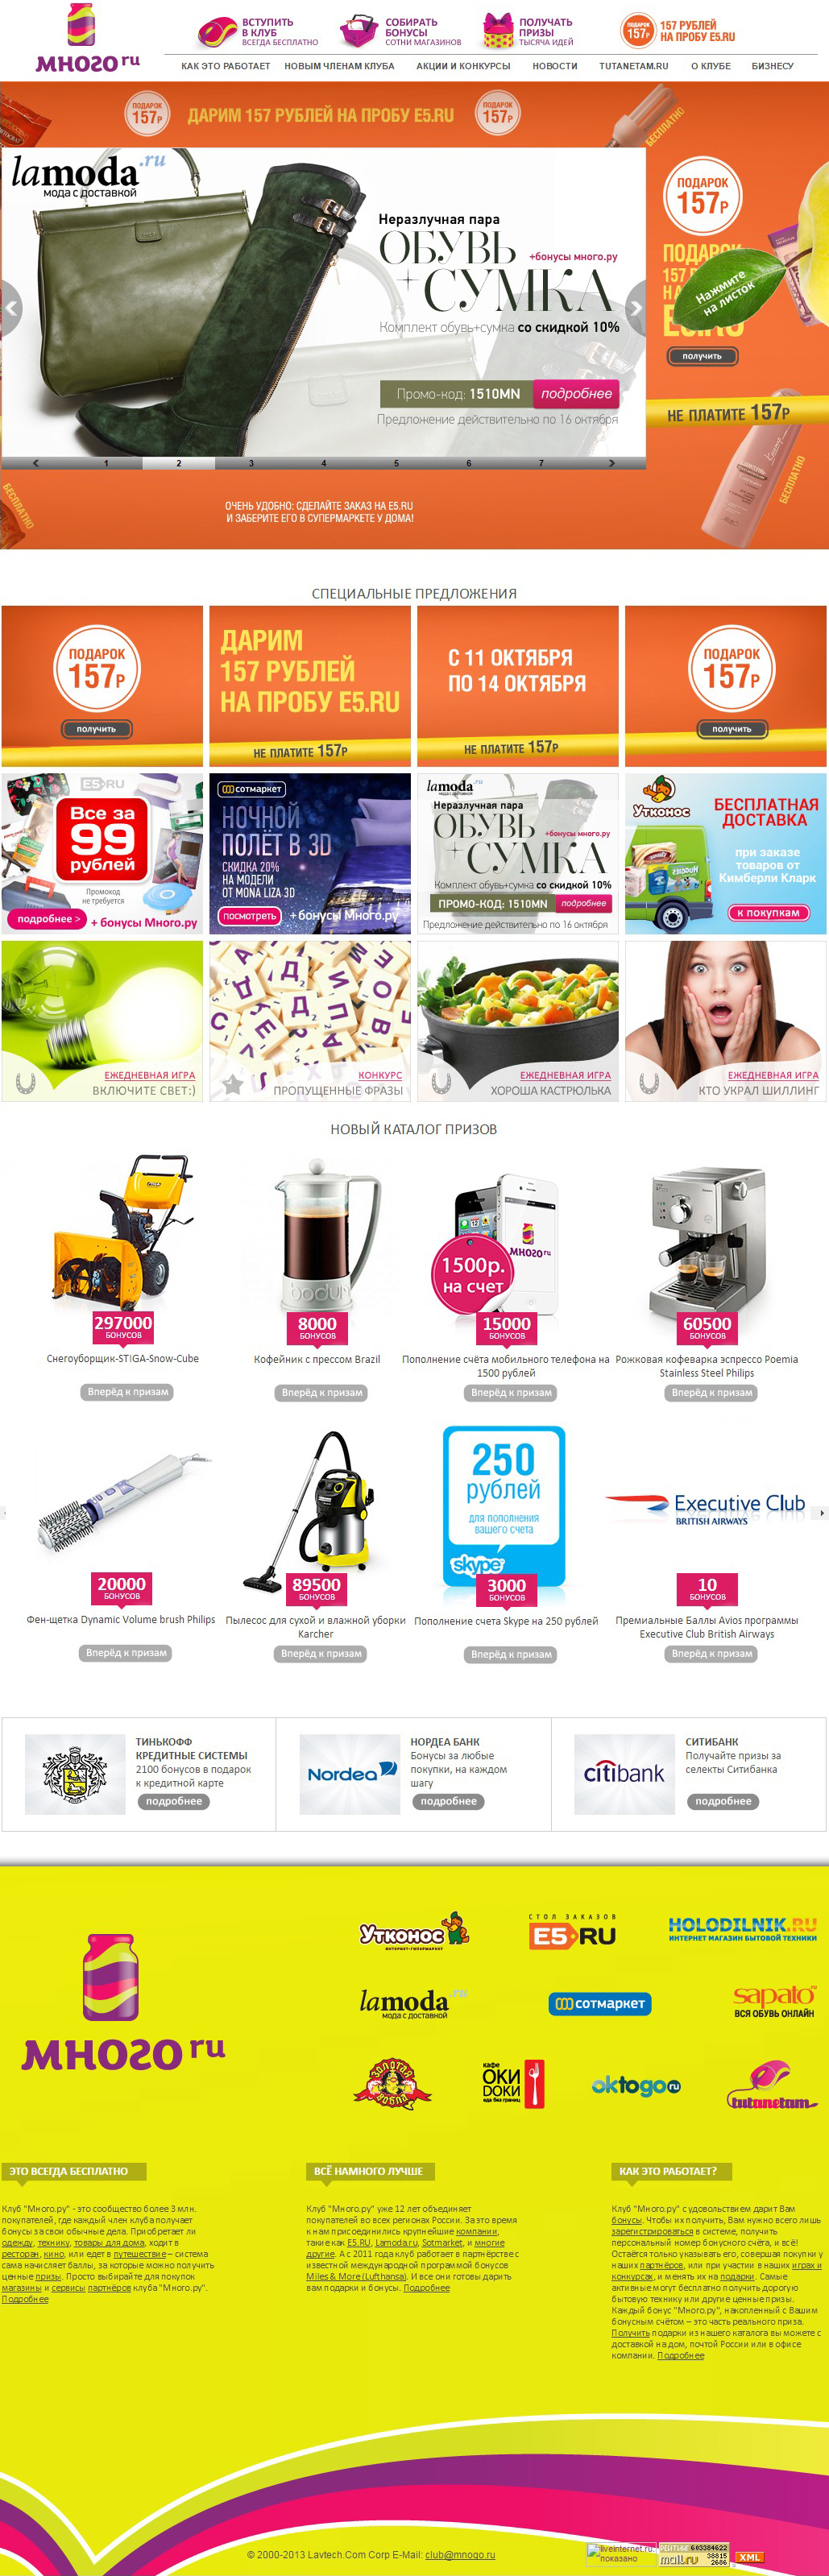 много ru
ВСТУПИТЬ
В КЛУБ
ВСЕГДА БЕСПЛАТНО
СОБИРАТЬ
БОНУСЫ
СОТНИ МАГАЗИНОВ
ПОЛУЧАТЬ
ПРИЗЫ
ТЫСЯЧА ИДЕЙ
ПОДАРОК
157Р
157 РУБЛЕЙ
НА ПРОБУ E5.RU
КАК ЭТО РАБОТАЕТ
НОВЫМ ЧЛЕНАМ КЛУБА
АКЦИИ И КОНКУРСЫ
НОВОСТИ
TUTANETAM.RU
О КЛУБЕ
БИЗНЕСУ
ПОДАРОК
157Р
ДАРИМ 157 РУБЛЕЙ НА ПРОБУ E5.RU
ПОДАРОК
157Р
БЕСПЛАТНО
lamoda.ru
мода с доставкой
Неразлучная пара
ОБУВЬ
+бонусы много.ру
+СУМКА
Комплект обувь+сумка со скидкой 10%
Промо-код: 1510MN
подробнее
Предложение действительно по 16 октября
1 2 3 4 5 6 7
ПОДАРОК
157Р
ПОДАРОК
Нажмите
на листок
E5.RU
получить
НЕ ПЛАТИТЕ 157Р
БЕСПЛАТНО
БЕСПЛАТНО
ОЧЕНЬ УДОБНО: СДЕЛАЙТЕ ЗАКАЗ НА E5.RU
И ЗАБЕРИТЕ ЕГО В СУПЕРМАРКЕТЕ У ДОМА!
СПЕЦИАЛЬНЫЕ ПРЕДЛОЖЕНИЯ
ПОДАРОК
157Р
получить
ДАРИМ
157 РУБЛЕЙ
НА ПРОБУ E5.RU
НЕ ПЛАТИТЕ 157Р
С 11 ОКТЯБРЯ
ПО 14 ОКТЯБРЯ
НЕ ПЛАТИТЕ 157Р
ПОДАРОК
157Р
получить
E5.RU
Все за
99
рублей
Промокод
не требуется
подробнее >
+ бонусы Много.ру
сотмаркет
НОЧНОЙ
ПОЛЁТ В 3D
СКИДКА 20%
НА МОДЕЛИ
ОТ MONA LIZA 3D
посмотреть
+бонусы Много.ру
lamoda.ru
мода с доставкой
Неразлучная пара
ОБУВЬ
+бонусы много.ру
+СУМКА
Комплект обувь+сумка со скидкой 10%
ПРОМО-КОД: 1510MN
подробнее
Предложение действительно по 16 октября
Утконос
БЕСПЛАТНАЯ
ДОСТАВКА
при заказе
товаров от
Кимберли Кларк
к покупкам
ЕЖЕДНЕВНАЯ ИГРА
ВКЛЮЧИТЕ СВЕТ:)
КОНКУРС
ПРОПУЩЕННЫЕ ФРАЗЫ
ЕЖЕДНЕВНАЯ ИГРА
ХОРОША КАСТРЮЛЬКА
ЕЖЕДНЕВНАЯ ИГРА
КТО УКРАЛ ШИЛЛИНГ
НОВЫЙ КАТАЛОГ ПРИЗОВ
297000
БОНУСОВ
Снегоуборщик-STIGA-Snow-Cube
Вперёд к призам
bodum
8000
БОНУСОВ
Кофейник с прессом Brazil
Вперёд к призам
много ru
1500р.
на счет
15000
БОНУСОВ
Пополнение счёта мобильного телефона на
1500 рублей
Вперёд к призам
60500
БОНУСОВ
Рожковая кофеварка эспрессо Poemia
Stainless Steel Philips
Вперёд к призам
20000
БОНУСОВ
Фен-щетка Dynamic Volume brush Philips
Вперёд к призам
89500
БОНУСОВ
Пылесос для сухой и влажной уборки
Karcher
Вперёд к призам
250
рублей
для пополнения
вашего счета
skype
3000
БОНУСОВ
Пополнение счета Skype на 250 рублей
Вперёд к призам
Executive Club
BRITISH AIRWAYS
10
БОНУСОВ
Премиальные Баллы Avios программы
Executive Club British Airways
Вперёд к призам
ТИНЬКОФФ
КРЕДИТНЫЕ СИСТЕМЫ
2100 бонусов в подарок
к кредитной карте
подробнее
Nordea
НОРДЕА БАНК
Бонусы за любые
покупки, на каждом
шагу
подробнее
citibank
СИТИБАНК
Получайте призы за
селекты Ситибанка
подробнее
много ru
Утконос
ИНТЕРНЕТ-ГИПЕРМАРКЕТ
СТОЛ ЗАКАЗОВ
E5.RU
HOLODILNIK.RU
ИНТЕРНЕТ МАГАЗИН БЫТОВОЙ ТЕХНИКИ
lamoda.ru
мода с доставкой
сотмаркет
sapato.ru
ВСЯ ОБУВЬ ОНЛАЙН
ЗОЛОТАЯ
ВОБЛА
кафе
ОКИ
DOKИ
еда без границ
oktogo.ru
tutanetam
ЭТО ВСЕГДА БЕСПЛАТНО
Клуб "Много.ру" - это сообщество более 3 млн.
покупателей, где каждый член клуба получает
бонусы за свои обычные дела. Приобретает ли
одежду, технику, товары для дома, ходит в
ресторан, кино, или едет в путешествие – система
сама начисляет баллы, за которые можно получить
ценные призы. Просто выбирайте для покупок
магазины и сервисы партнёров клуба "Много.ру".
Подробнее
ВСЁ НАМНОГО ЛУЧШЕ
Клуб "Много.ру" уже 12 лет объединяет
покупателей во всех регионах России. За это время
к нам присоединились крупнейшие компании,
такие как E5.RU, Lamoda.ru, Sotmarket, и многие
другие. А с 2011 года клуб работает в партнёрстве с
известной международной программой бонусов
Miles & More (Lufthansa). И все они готовы дарить
вам подарки и бонусы. Подробнее
КАК ЭТО РАБОТАЕТ?
Клуб "Много.ру" с удовольствием дарит Вам
бонусы. Чтобы их получить, Вам нужно всего лишь
зарегистрироваться в системе, получить
персональный номер бонусного счёта, и всё!
Остаётся только указывать его, совершая покупки у
наших партнёров, или при участии в наших играх и
конкурсах, и менять их на подарки. Самые
активные могут бесплатно получить дорогую
бытовую технику или другие ценные призы.
Каждый бонус "Много.ру", накопленный с Вашим
бонусным счётом – это часть реального приза.
Получить подарки из нашего каталога вы можете с
доставкой на дом, почтой России или в офисе
компании. Подробнее
© 2000-2013 Lavtech.Com Corp E-Mail: club@mnogo.ru
liveinternet.ru:
показано
РЕЙТИНГ
mail.ru
603384622
38815
2686
XML